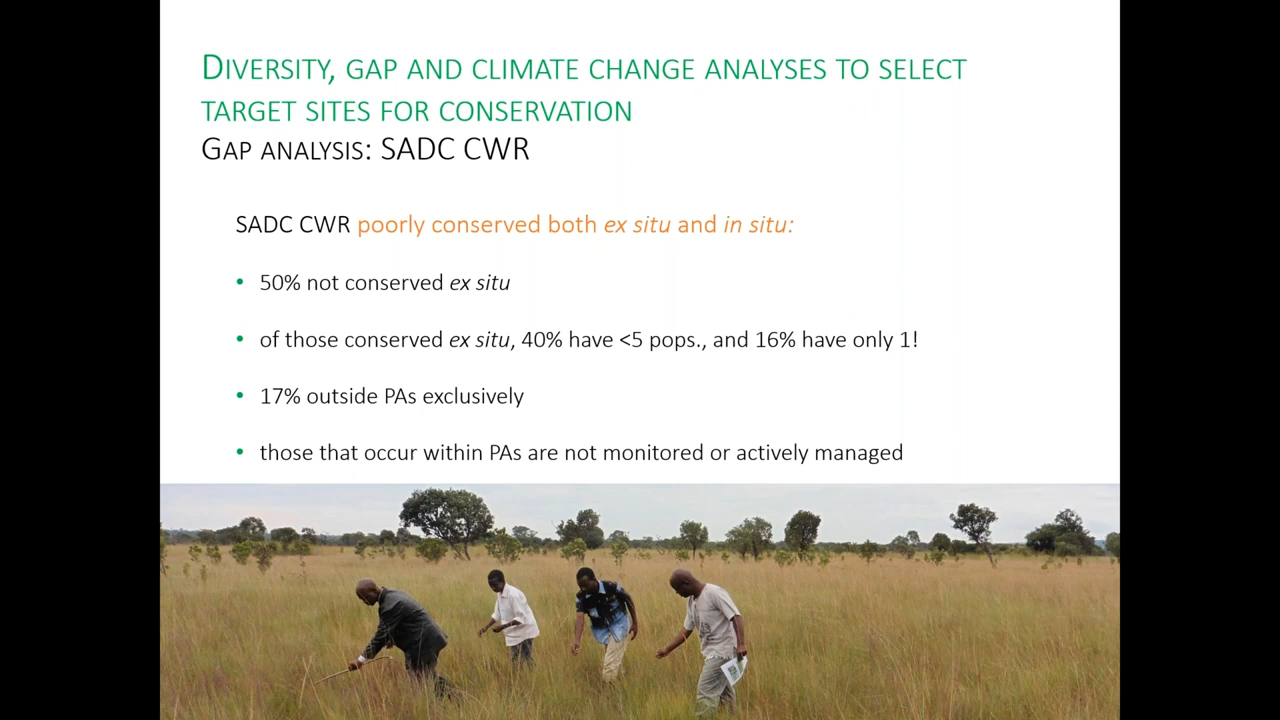 DIVERSITY, GAP AND CLIMATE CHANGE ANALYSES TO SELECT
TARGET SITES FOR CONSERVATION
GAP ANALYSIS: SADC CWR
SADC CWR poorly conserved both ex situ and in situ:
• 50% not conserved ex situ
• of those conserved ex situ, 40% have <5 pops., and 16% have only 1!
• 17% outside PAs exclusively
• those that occur within PAs are not monitored or actively managed